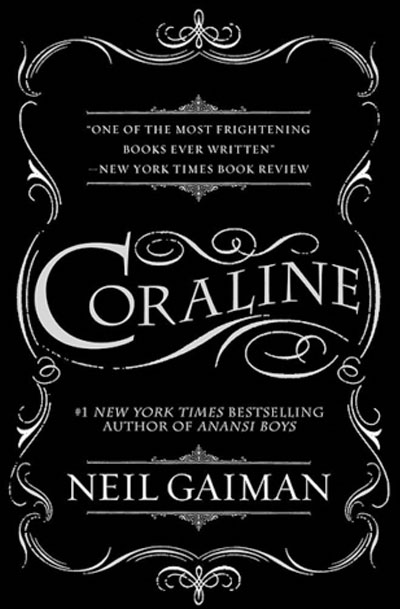 "ONE OF THE MOST FRIGHTENING
BOOKS EVER WRITTEN"
—NEW YORK TIMES BOOK REVIEW
CORALINE
#1 NEW YORK TIMES BESTSELLING
AUTHOR OF ANANSI BOYS
NEIL GAIMAN